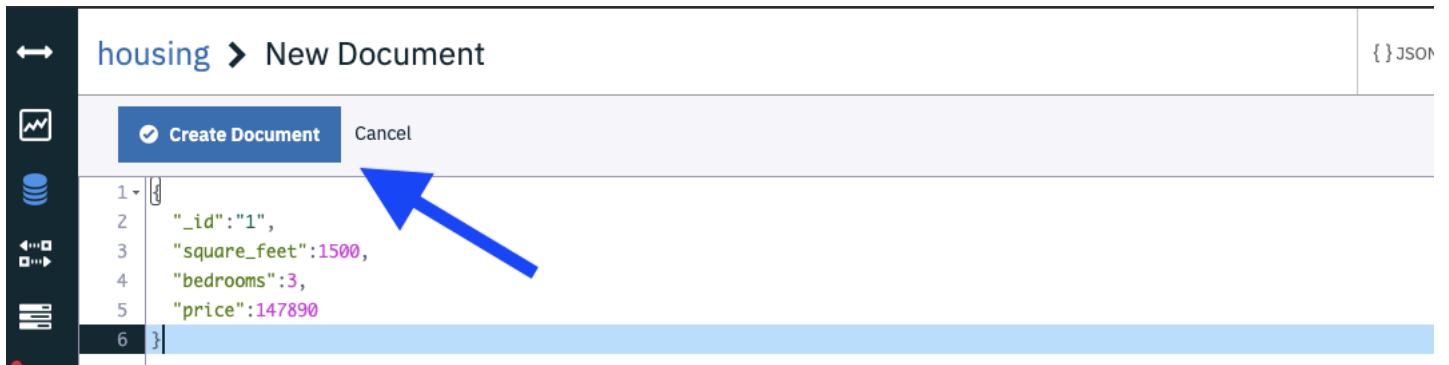 housing > New Document
{ } JSON
Create Document Cancel
1 {
2 "_id":"1",
3 "square_feet":1500,
4 "bedrooms":3,
5 "price":147890
6 }